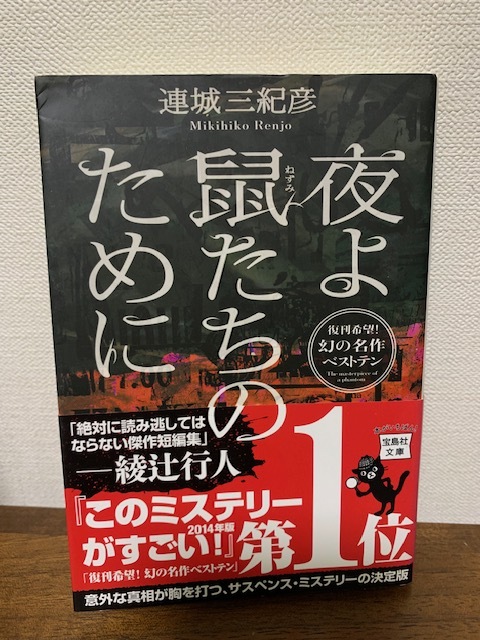 連城三紀彦
Mikihiko Renjo
夜よ
鼠たちの
ねずみ
ために
復刊希望!
幻の名作
ベストテン
The masterpiece of
a phantom
「絶対に読み逃しては
ならない傑作短編集」
──綾辻行人
宝島社
文庫
『このミステリー
がすごい!』
2014年版
第1位
「復刊希望! 幻の名作ベストテン」
意外な真相が胸を打つ、サスペンス・ミステリーの決定版